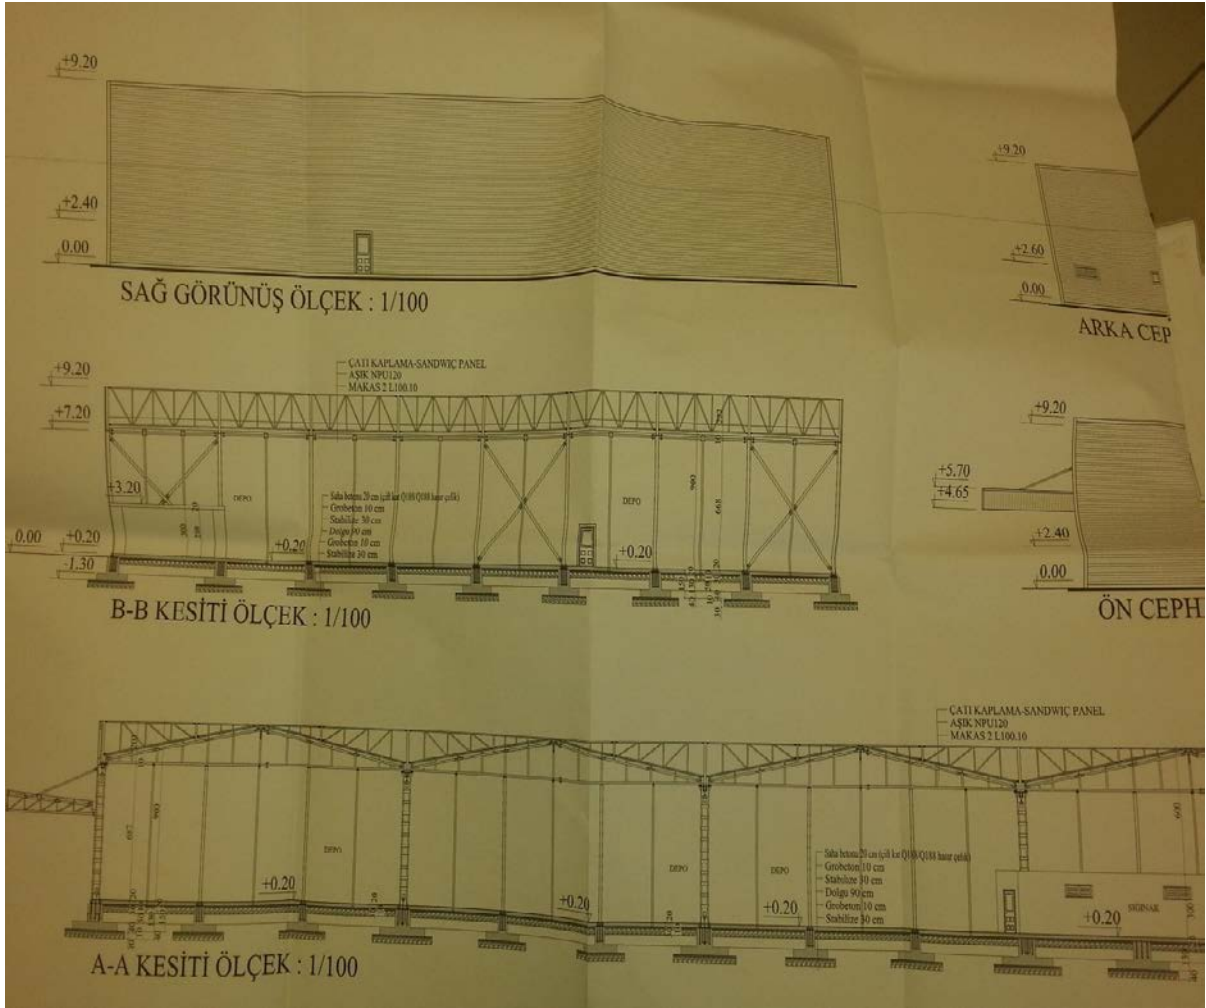 +9.20
+2.40
0.00
SAĞ GÖRÜNÜŞ ÖLÇEK : 1/100
+9.20
+2.60
0.00
ARKA CEP
ÇATI KAPLAMA-SANDWIÇ PANEL
AŞIK NPU120
MAKAS 2 L100.10
+9.20
+7.20
+3.20
DEPO
Saha betonu 20 cm (çift kat Q188/Q188 hasır çelik)
Grobeton 10 cm
Stabilize 30 cm
Dolgu 90 cm
Grobeton 10 cm
Stabilize 30 cm
DEPO
900
668
0.00
+0.20
+0.20
+0.20
-1.30
B-B KESİTİ ÖLÇEK : 1/100
+9.20
+5.70
+4.65
+2.40
0.00
ÖN CEPH
ÇATI KAPLAMA-SANDWIÇ PANEL
AŞIK NPU120
MAKAS 2 L100.10
900
DEPO
DEPO
DEPO
Saha betonu 20 cm (çift kat Q188/Q188 hasır çelik)
Grobeton 10 cm
Stabilize 30 cm
Dolgu 90 cm
Grobeton 10 cm
Stabilize 30 cm
600
SIĞINAK
300
+0.20
+0.20
+0.20
+0.20
A-A KESİTİ ÖLÇEK : 1/100